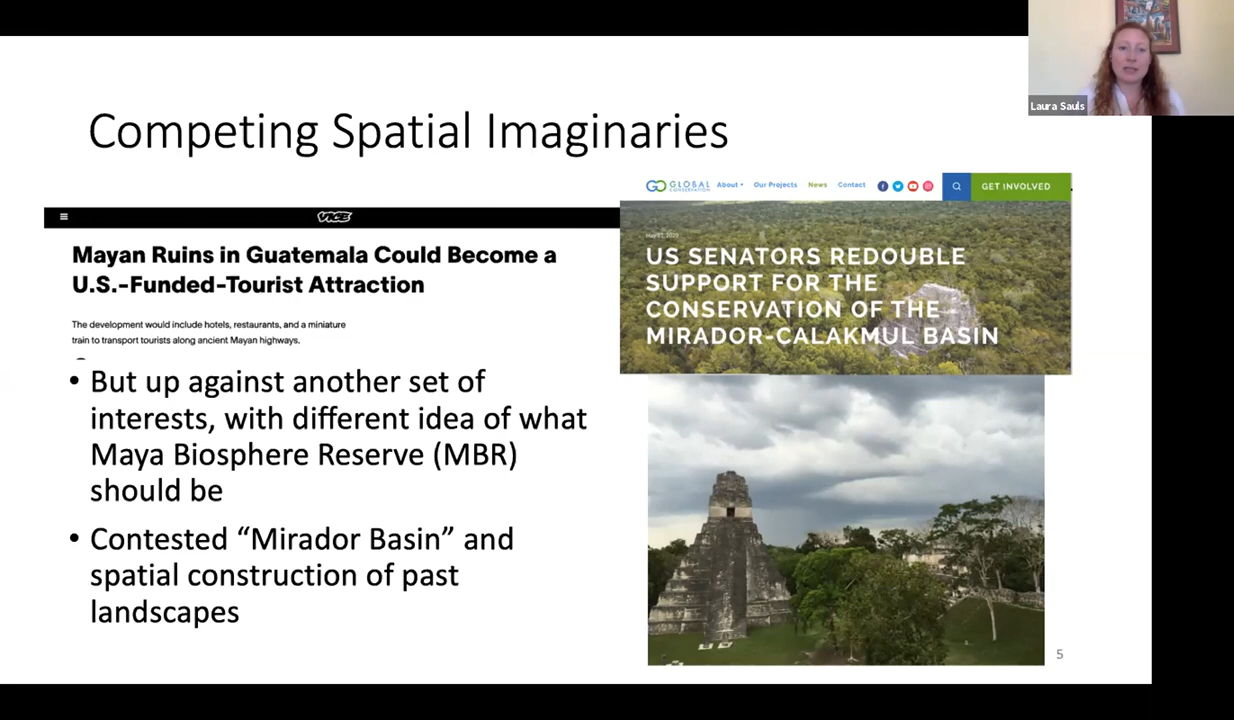 Laura Sauls
Competing Spatial Imaginaries
VICE
Mayan Ruins in Guatemala Could Become a
U.S.-Funded-Tourist Attraction
The development would include hotels, restaurants, and a miniature
train to transport tourists along ancient Mayan highways.
• But up against another set of
interests, with different idea of what
Maya Biosphere Reserve (MBR)
should be
• Contested “Mirador Basin” and
spatial construction of past
landscapes
GLOBAL
CONSERVATION
About Our Projects News Contact GET INVOLVED
US SENATORS REDOUBLE
SUPPORT FOR THE
CONSERVATION OF THE
MIRADOR-CALAKMUL BASIN
5